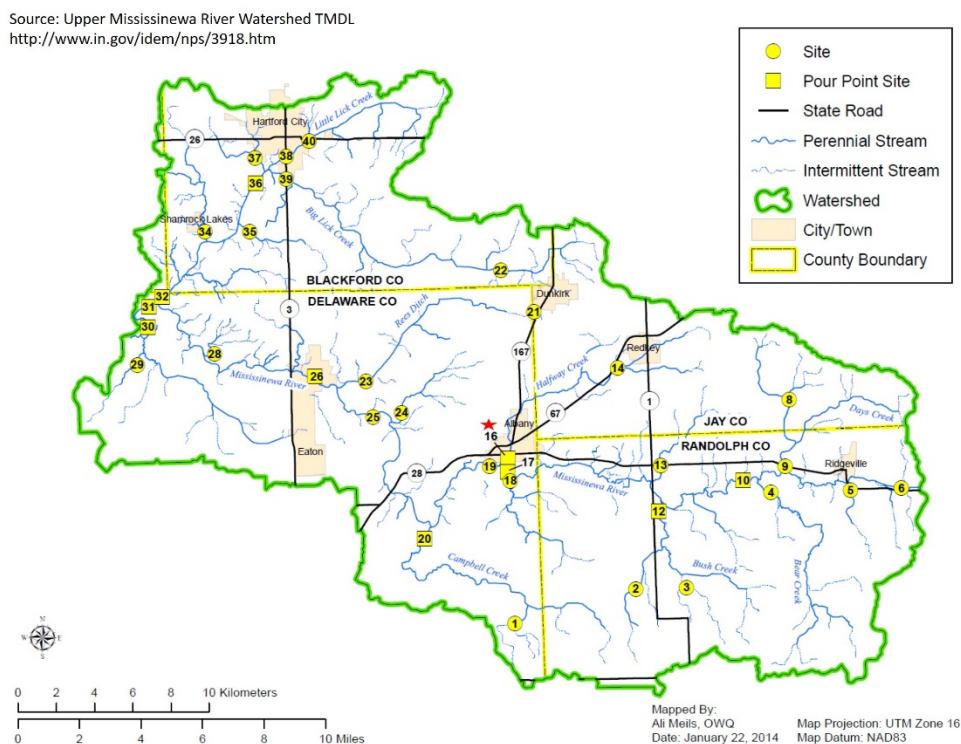 Source: Upper Mississinewa River Watershed TMDL
http://www.in.gov/idem/nps/3918.htm
Site
Pour Point Site
State Road
Perennial Stream
Intermittent Stream
Watershed
City/Town
County Boundary
Hartford City
Little Lick Creek
26
40
37
38
36
39
Shamrock Lakes
34
35
Big Lick Creek
22
BLACKFORD CO
DELAWARE CO
Dunkirk
32
31
3
Rees Ditch
21
30
167
Redkey
28
29
Mississinewa River
26
23
Halfway Creek
14
1
8
25
24
67
Days Creek
Albany
16
JAY CO
RANDOLPH CO
Eaton
28
19
17
18
Mississinewa River
13
9
Ridgeville
10
4
5
6
12
20
Campbell Creek
Bush Creek
Bear Creek
2
3
1
N
W
E
S
0 2 4 6 8 10 Kilometers
0 2 4 6 8 10 Miles
Mapped By:
Ali Meils, OWQ
Date: January 22, 2014
Map Projection: UTM Zone 16
Map Datum: NAD83